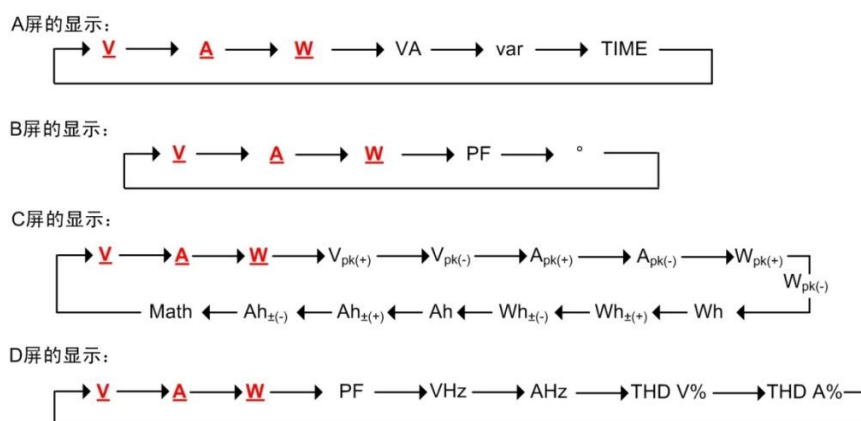 A屏的显示：
V A W VA var TIME
B屏的显示：
V A W PF °
C屏的显示：
V A W Vpk(+) Vpk(-) Apk(+) Apk(-) Wpk(+)
Wpk(-)
Math Ah±(-) Ah±(+) Ah Wh±(-) Wh±(+) Wh
D屏的显示：
V A W PF VHz AHz THD V% THD A%